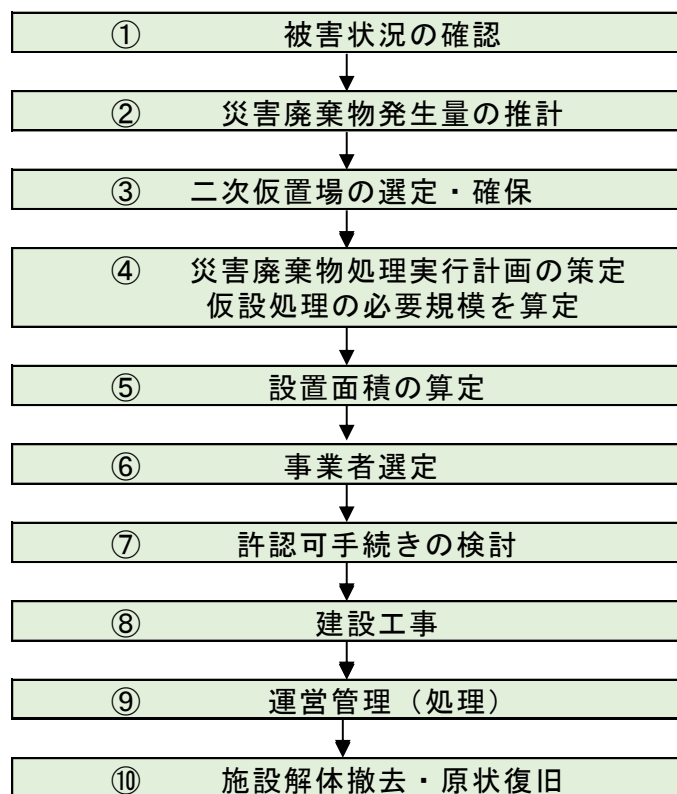 ① 被害状況の確認
② 災害廃棄物発生量の推計
③ 二次仮置場の選定・確保
④ 災害廃棄物処理実行計画の策定
仮設処理の必要規模を算定
⑤ 設置面積の算定
⑥ 事業者選定
⑦ 許認可手続きの検討
⑧ 建設工事
⑨ 運営管理（処理）
⑩ 施設解体撤去・原状復旧